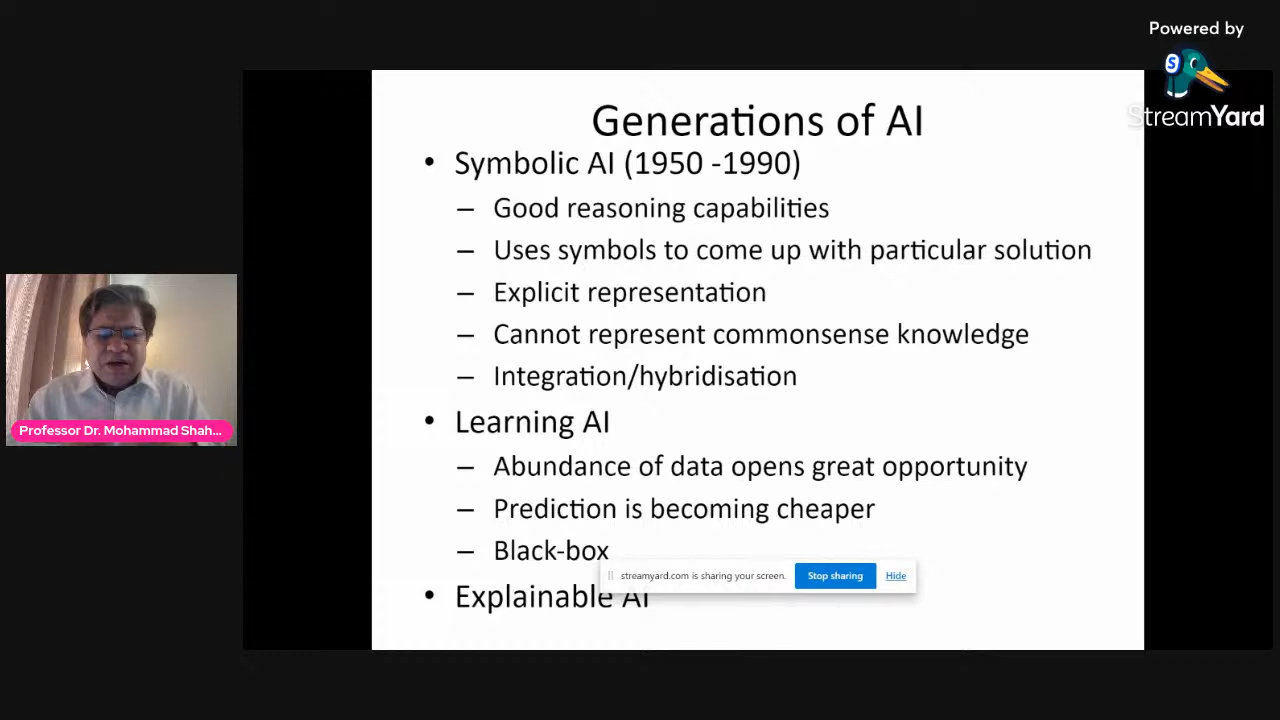 Powered by
StreamYard
Generations of AI
• Symbolic AI (1950 -1990)
– Good reasoning capabilities
– Uses symbols to come up with particular solution
– Explicit representation
– Cannot represent commonsense knowledge
– Integration/hybridisation
• Learning AI
– Abundance of data opens great opportunity
– Prediction is becoming cheaper
– Black-box
streamyard.com is sharing your screen. Stop sharing Hide
• Explainable AI
Professor Dr. Mohammad Shah...